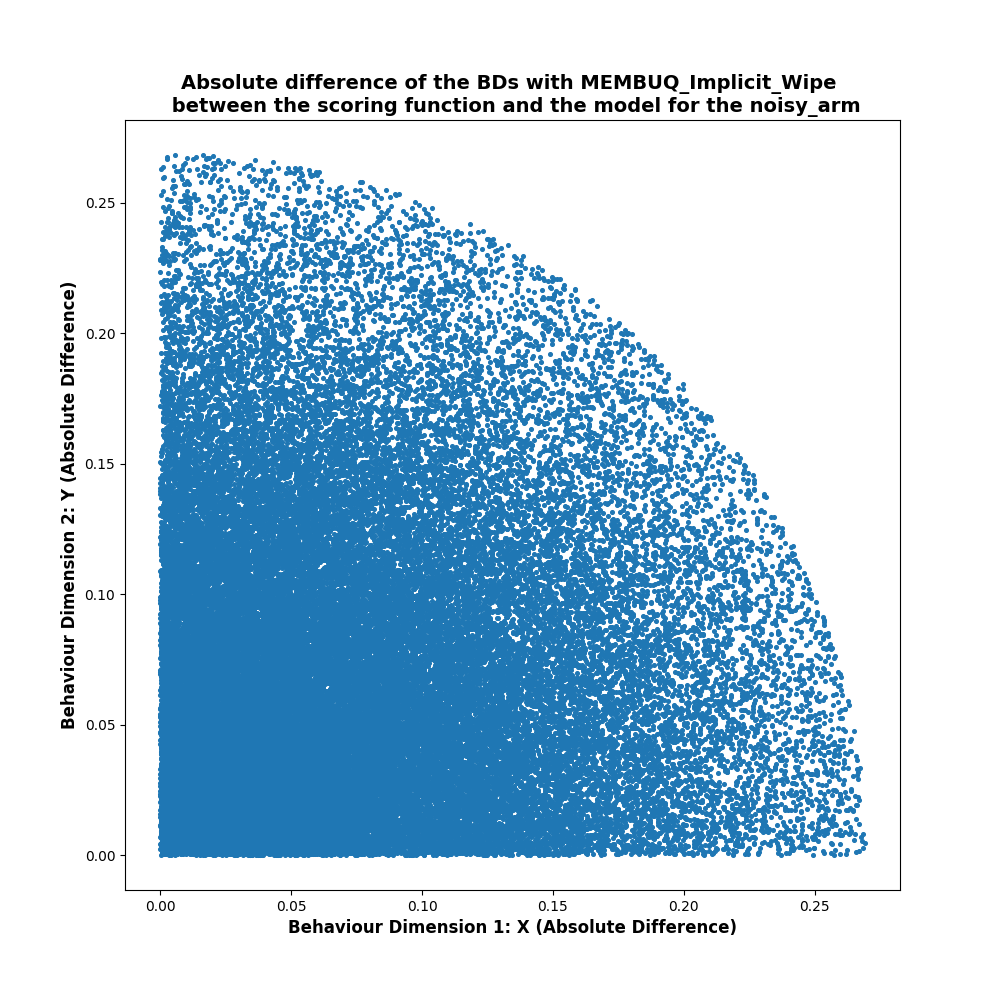 Absolute difference of the BDs with MEMBUQ_Implicit_Wipe
between the scoring function and the model for the noisy_arm
Behaviour Dimension 2: Y (Absolute Difference)
0.25
0.20
0.15
0.10
0.05
0.00
0.00 0.05 0.10 0.15 0.20 0.25
Behaviour Dimension 1: X (Absolute Difference)